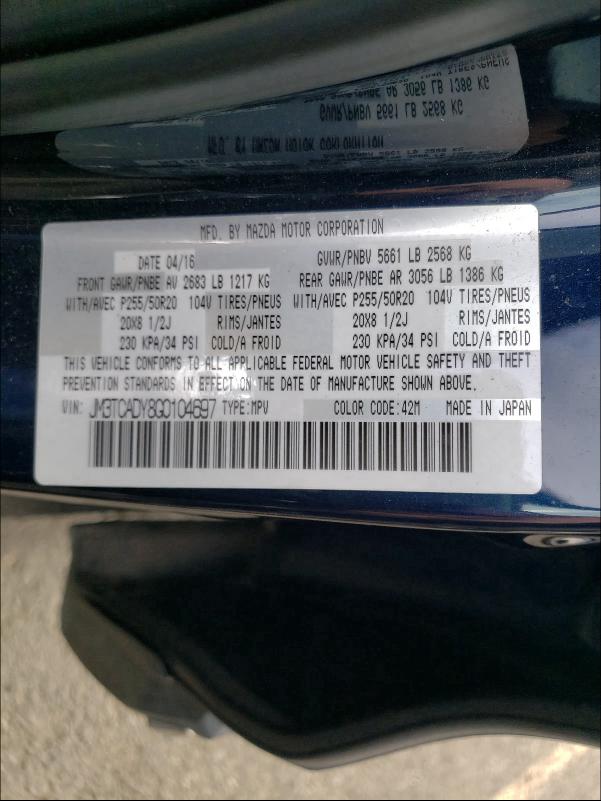 MFD. BY MAZDA MOTOR CORPORATION
DATE 04/16 GVWR/PNBV 5661 LB 2568 KG
FRONT GAWR/PNBE AV 2683 LB 1217 KG REAR GAWR/PNBE AR 3056 LB 1386 KG
WITH/AVEC P255/50R20 104V TIRES/PNEUS WITH/AVEC P255/50R20 104V TIRES/PNEUS
20X8 1/2J RIMS/JANTES 20X8 1/2J RIMS/JANTES
230 KPA/34 PSI COLD/A FROID 230 KPA/34 PSI COLD/A FROID
THIS VEHICLE CONFORMS TO ALL APPLICABLE FEDERAL MOTOR VEHICLE SAFETY AND THEFT
PREVENTION STANDARDS IN EFFECT ON THE DATE OF MANUFACTURE SHOWN ABOVE.
VIN: JM3TCADY8G0104697 TYPE:MPV COLOR CODE:42M MADE IN JAPAN